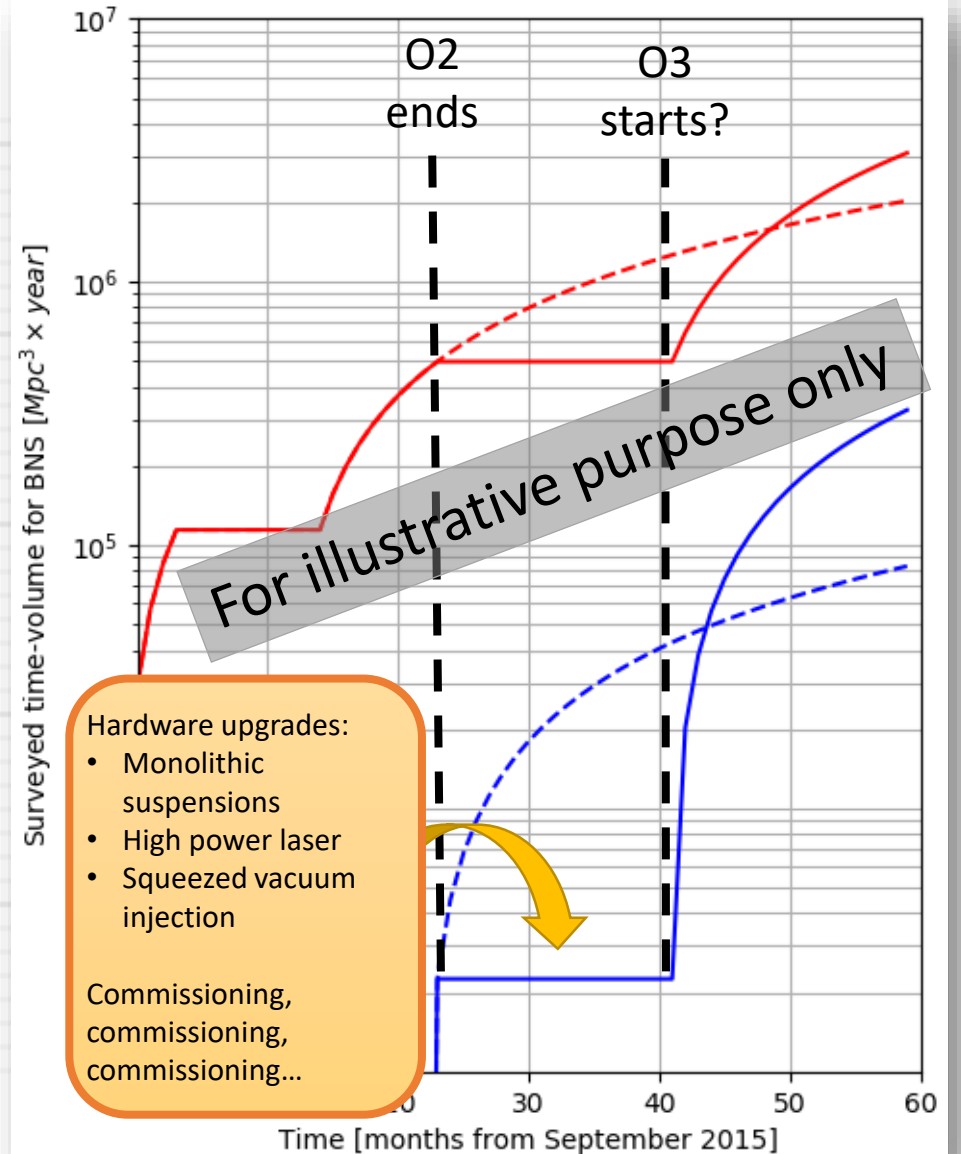 10^7
O2
ends
O3
starts?
10^6
For illustrative purpose only
10^5
Surveyed time-volume for BNS [Mpc^3 × year]
Hardware upgrades:
• Monolithic
suspensions
• High power laser
• Squeezed vacuum
injection
Commissioning,
commissioning,
commissioning…
30
40
50
60
Time [months from September 2015]